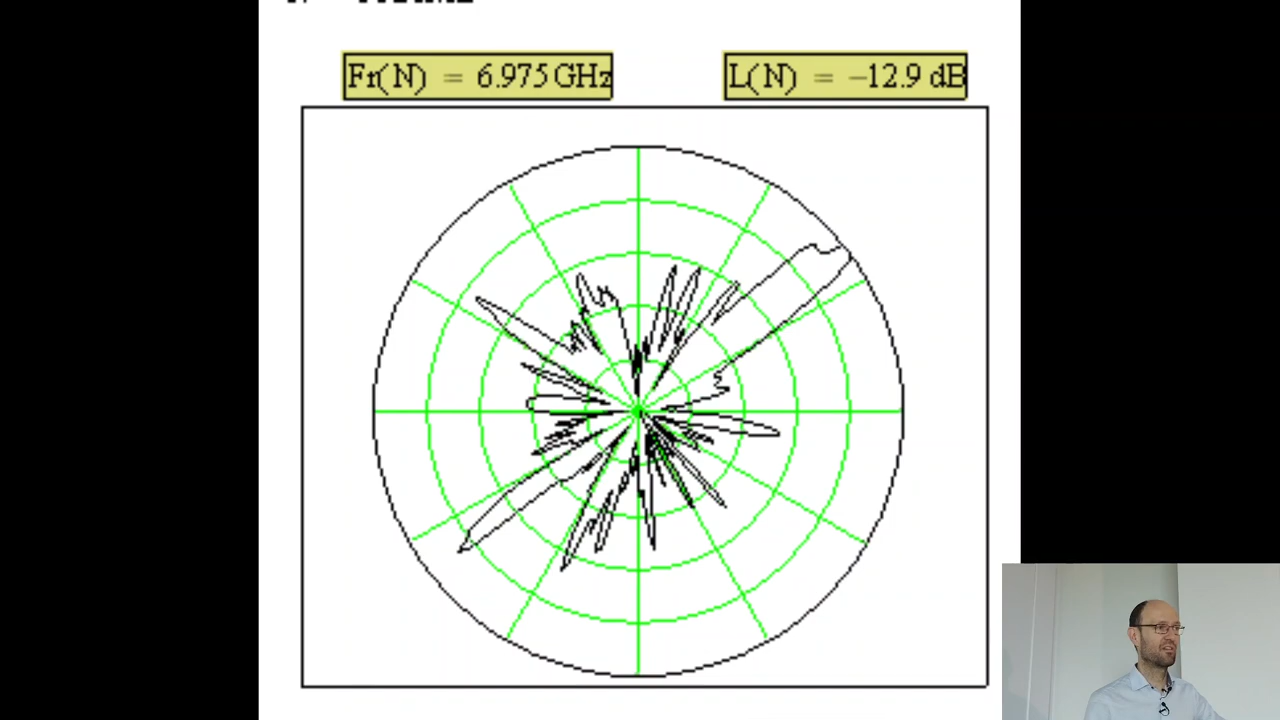 Fr(N) = 6.975 GHz
L(N) = −12.9 dB